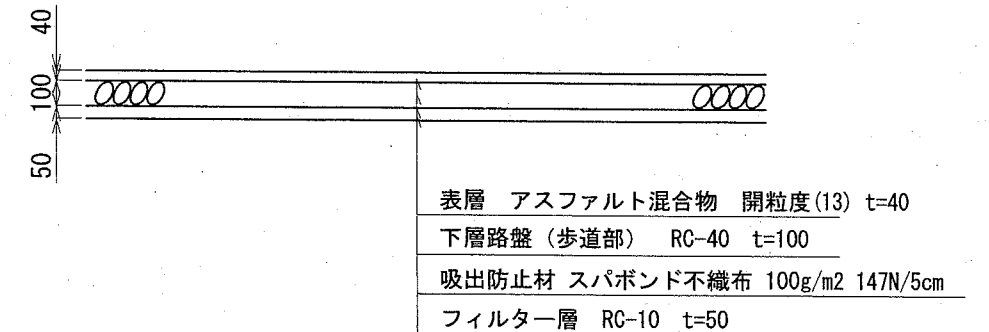 40
100
50
表層 アスファルト混合物 開粒度(13) t=40
下層路盤（歩道部） RC-40 t=100
吸出防止材 スパボンド不織布 100g/m2 147N/5cm
フィルター層 RC-10 t=50